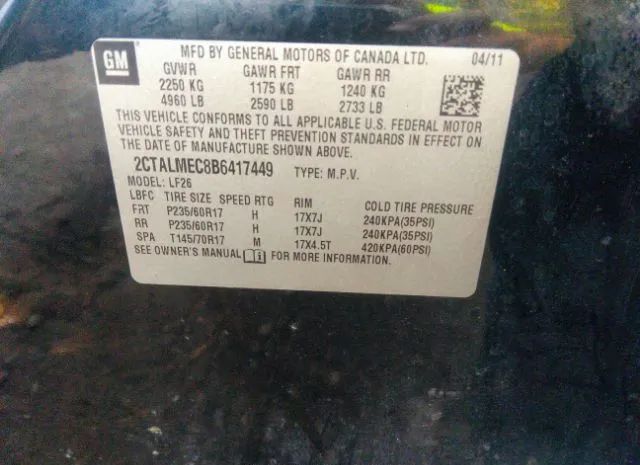 GM
MFD BY GENERAL MOTORS OF CANADA LTD. 04/11
GVWR GAWR FRT GAWR RR
2250 KG 1175 KG 1240 KG
4960 LB 2590 LB 2733 LB
THIS VEHICLE CONFORMS TO ALL APPLICABLE U.S. FEDERAL MOTOR
VEHICLE SAFETY AND THEFT PREVENTION STANDARDS IN EFFECT ON
THE DATE OF MANUFACTURE SHOWN ABOVE.
2CTALMEC8B6417449 TYPE: M.P.V.
MODEL: LF26
LBFC TIRE SIZE SPEED RTG RIM COLD TIRE PRESSURE
FRT P235/60R17 H 17X7J 240KPA(35PSI)
RR P235/60R17 H 17X7J 240KPA(35PSI)
SPA T145/70R17 M 17X4.5T 420KPA(60PSI)
SEE OWNER'S MANUAL FOR MORE INFORMATION.